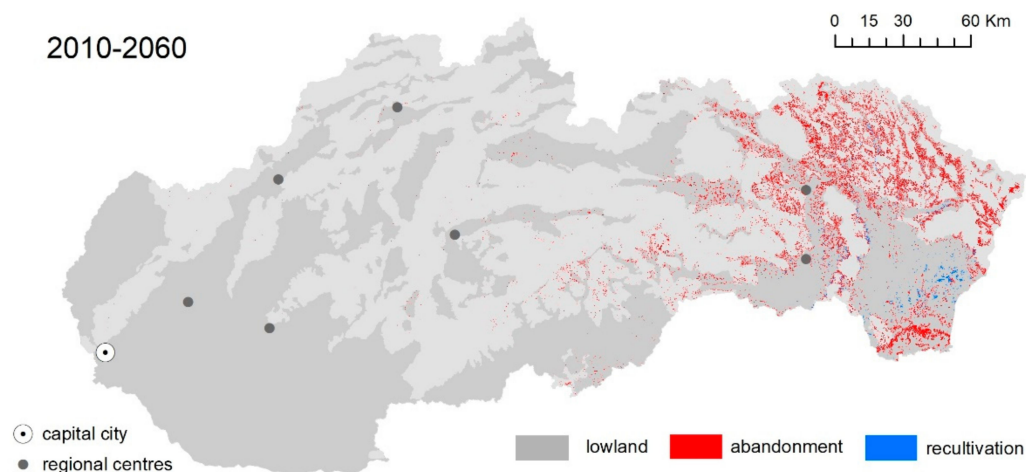 2010-2060
0 15 30 60 Km
capital city
regional centres
lowland
abandonment
recultivation